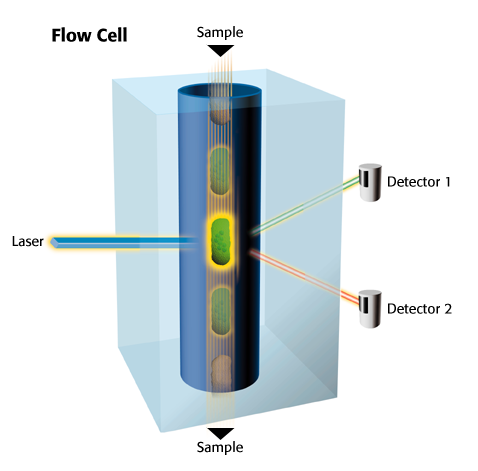 Flow Cell
Sample
Detector 1
Laser
Detector 2
Sample